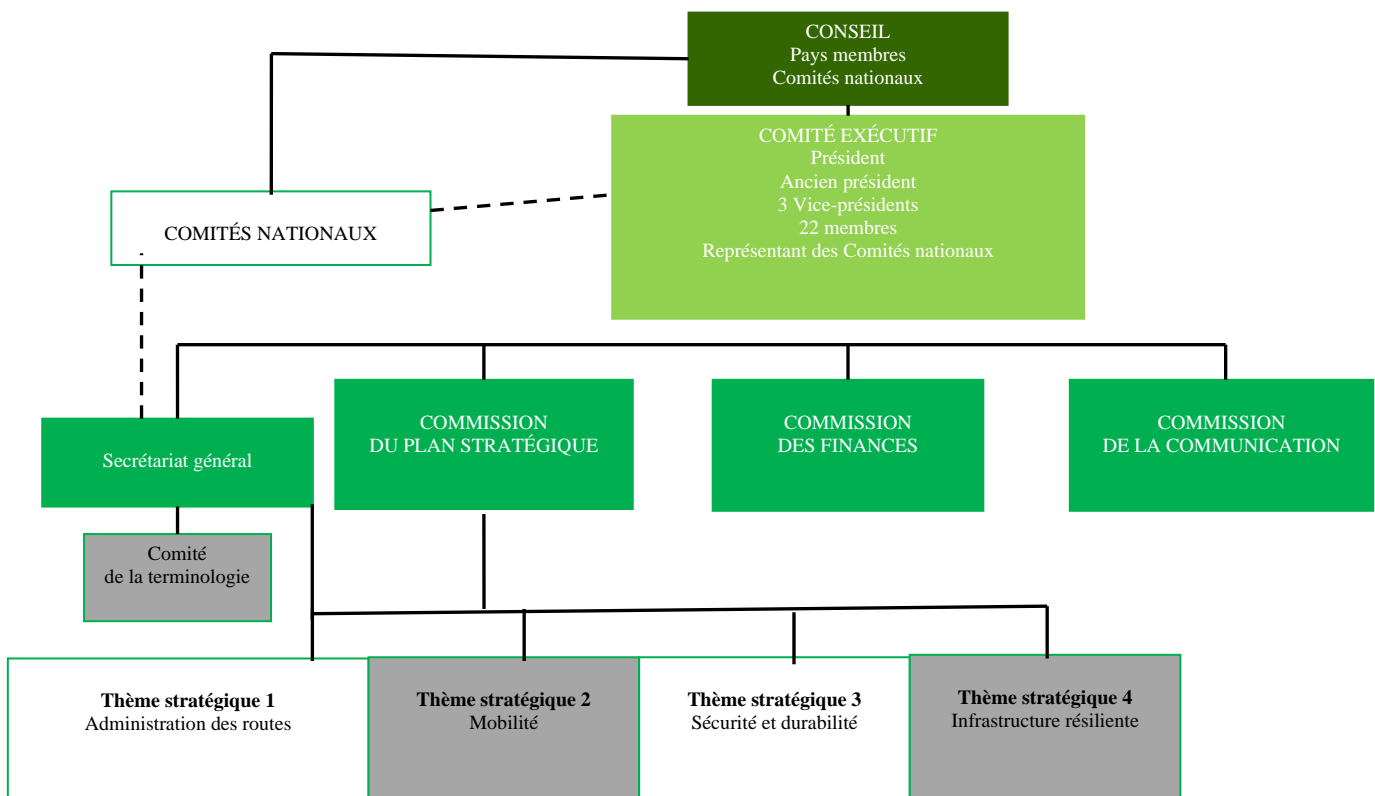 CONSEIL
Pays membres
Comités nationaux
COMITÉ EXÉCUTIF
Président
Ancien président
3 Vice-présidents
22 membres
Représentant des Comités nationaux
COMITÉS NATIONAUX
Secrétariat général
COMMISSION
DU PLAN STRATÉGIQUE
COMMISSION
DES FINANCES
COMMISSION
DE LA COMMUNICATION
Comité
de la terminologie
Thème stratégique 1
Administration des routes
Thème stratégique 2
Mobilité
Thème stratégique 3
Sécurité et durabilité
Thème stratégique 4
Infrastructure résiliente